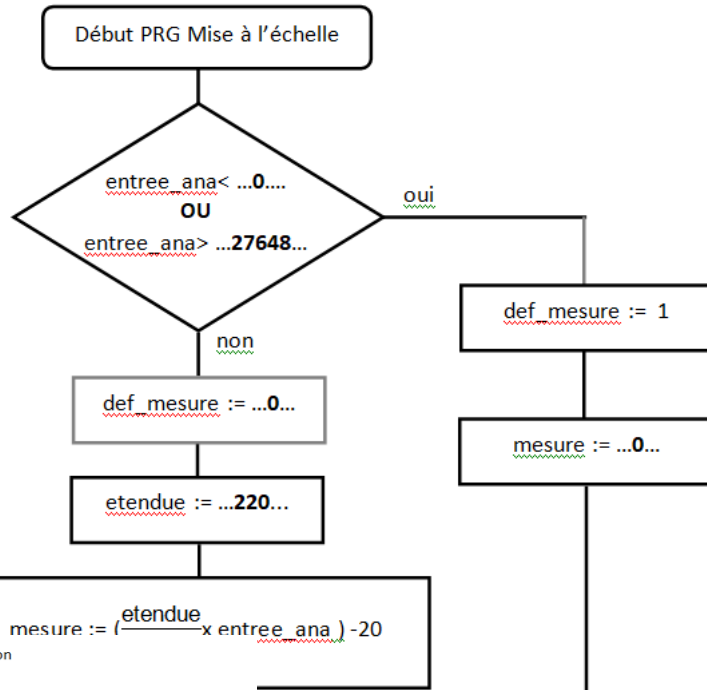 Début PRG Mise à l'échelle
entree_ana< ...0....
OU
entree_ana> ...27648...
oui
non
def_mesure := 1
def_mesure := ...0...
mesure := ...0...
etendue := ...220...
etendue
mesure := (x entree_ana ) -20
on